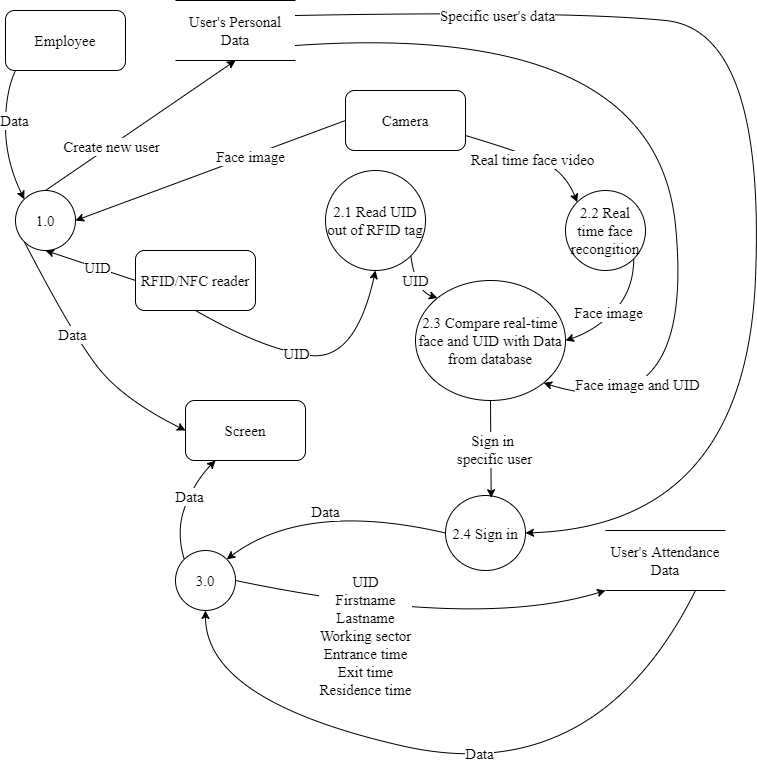 Employee
User's Personal
Data
Specific user's data
Data
Create new user
Camera
Face image
Real time face video
1.0
2.1 Read UID
out of RFID tag
2.2 Real
time face
recongition
UID
RFID/NFC reader
UID
Face image
Data
2.3 Compare real-time
face and UID with Data
from database
UID
Face image and UID
Screen
Sign in
specific user
Data
Data
2.4 Sign in
User's Attendance
Data
3.0
UID
Firstname
Lastname
Working sector
Entrance time
Exit time
Residence time
Data